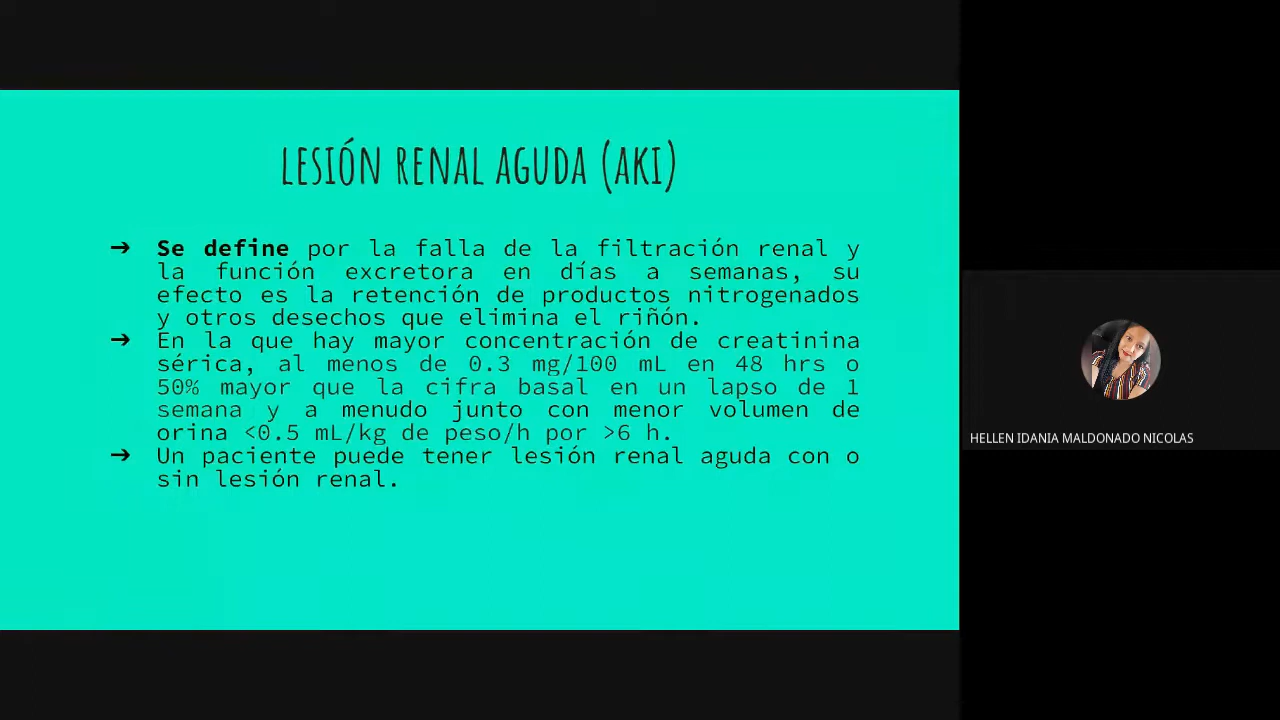 LESIÓN RENAL AGUDA (AKI)
➔ Se define por la falla de la filtración renal y
la función excretora en días a semanas, su
efecto es la retención de productos nitrogenados
y otros desechos que elimina el riñón.
➔ En la que hay mayor concentración de creatinina
sérica, al menos de 0.3 mg/100 mL en 48 hrs o
50% mayor que la cifra basal en un lapso de 1
semana y a menudo junto con menor volumen de
orina <0.5 mL/kg de peso/h por >6 h.
➔ Un paciente puede tener lesión renal aguda con o
sin lesión renal.
HELLEN IDANIA MALDONADO NICOLAS